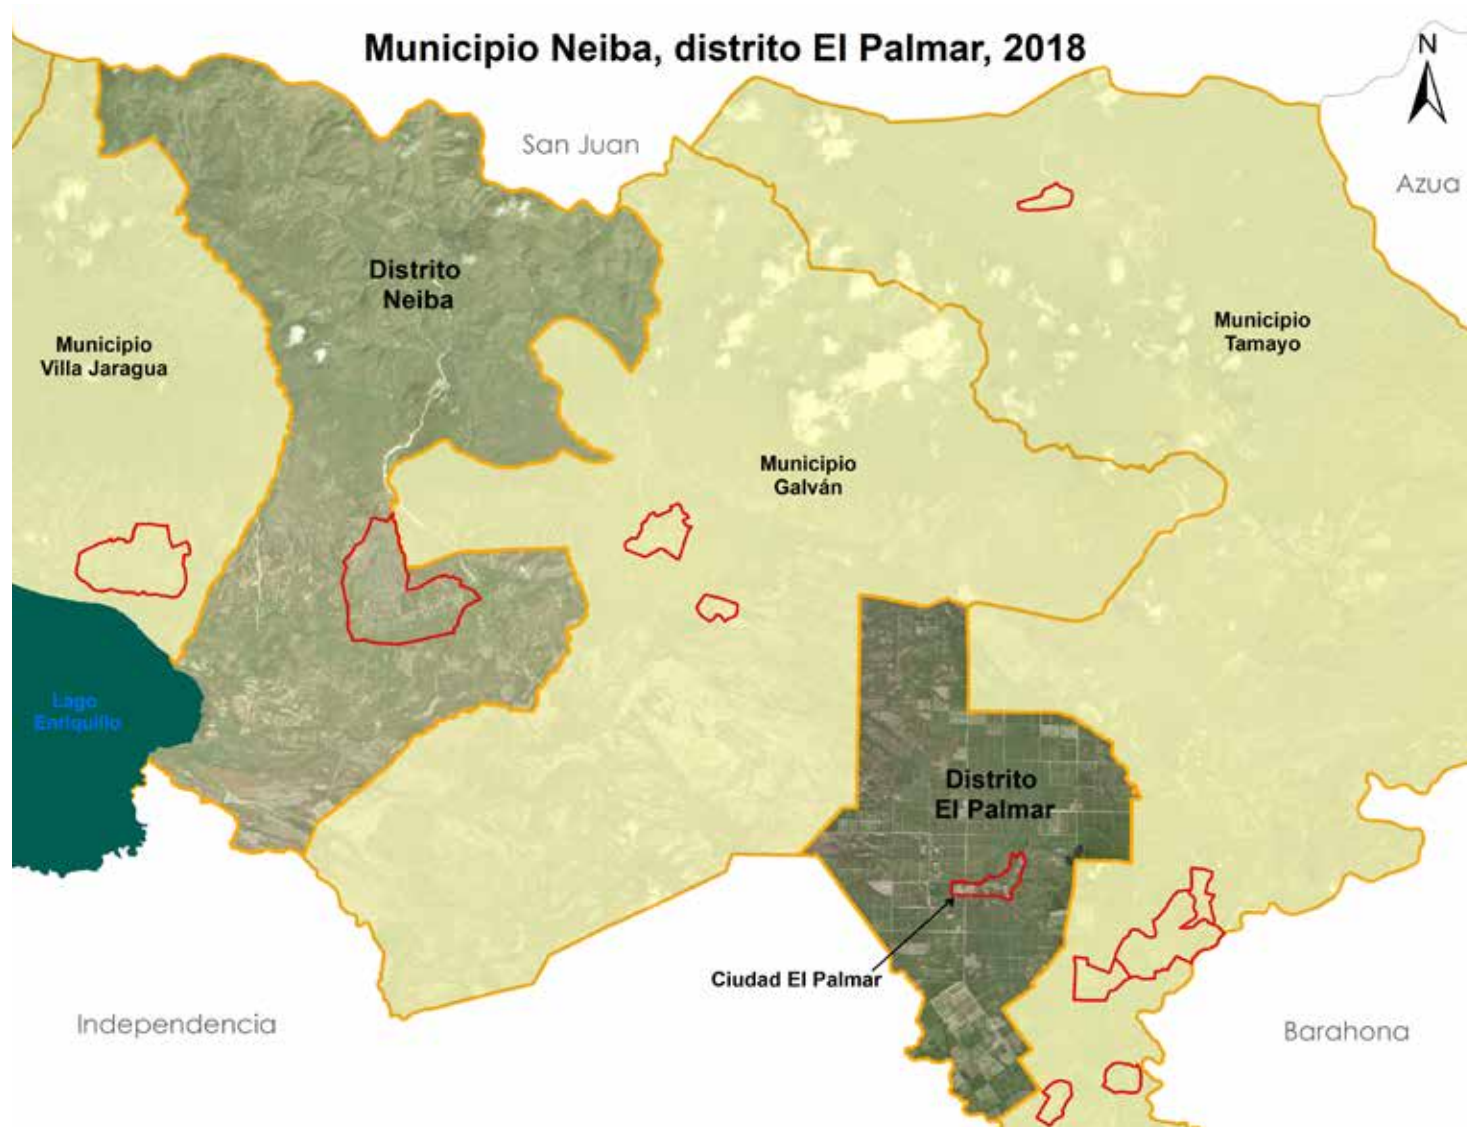 Municipio Neiba, distrito El Palmar, 2018
N
San Juan
Azua
Distrito
Neiba
Municipio
Tamayo
Municipio
Villa Jaragua
Municipio
Galván
Lago
Enriquillo
Distrito
El Palmar
Ciudad El Palmar
Independencia
Barahona